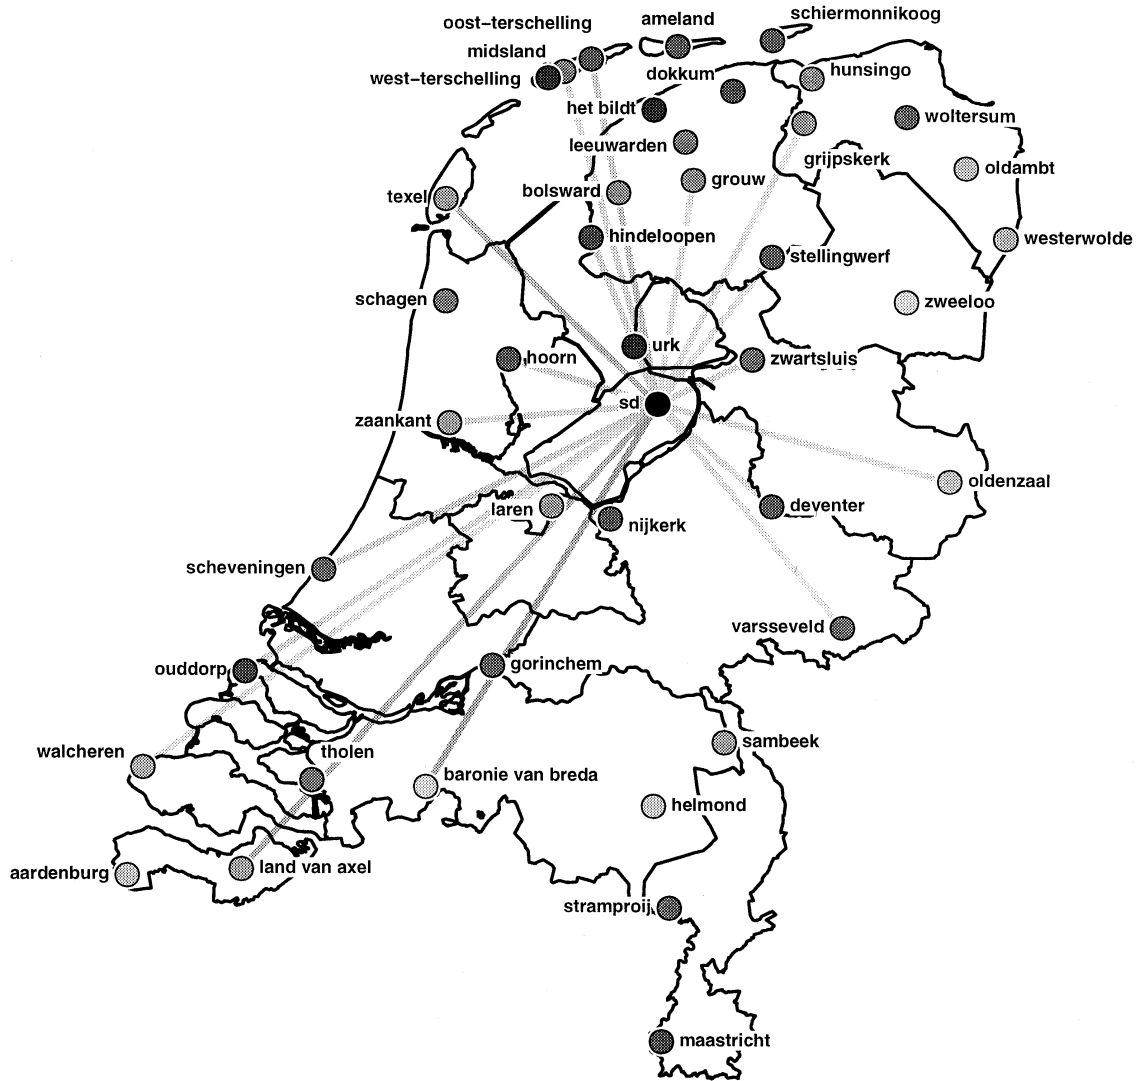 schiermonnikoog
ameland
oost-terschelling
midsland
west-terschelling
dokkum
hunsingo
het bildt
woltersum
leeuwarden
grijpskerk
oldambt
grouw
bolsward
texel
hindeloopen
westerwolde
stellingwerf
schagen
zweeloo
urk
hoorn
zwartsluis
sd
zaankant
oldenzaal
deventer
laren
nijkerk
scheveningen
varsseveld
gorinchem
ouddorp
sambeek
walcheren
tholen
baronie van breda
helmond
land van axel
aardenburg
stramproij
maastricht